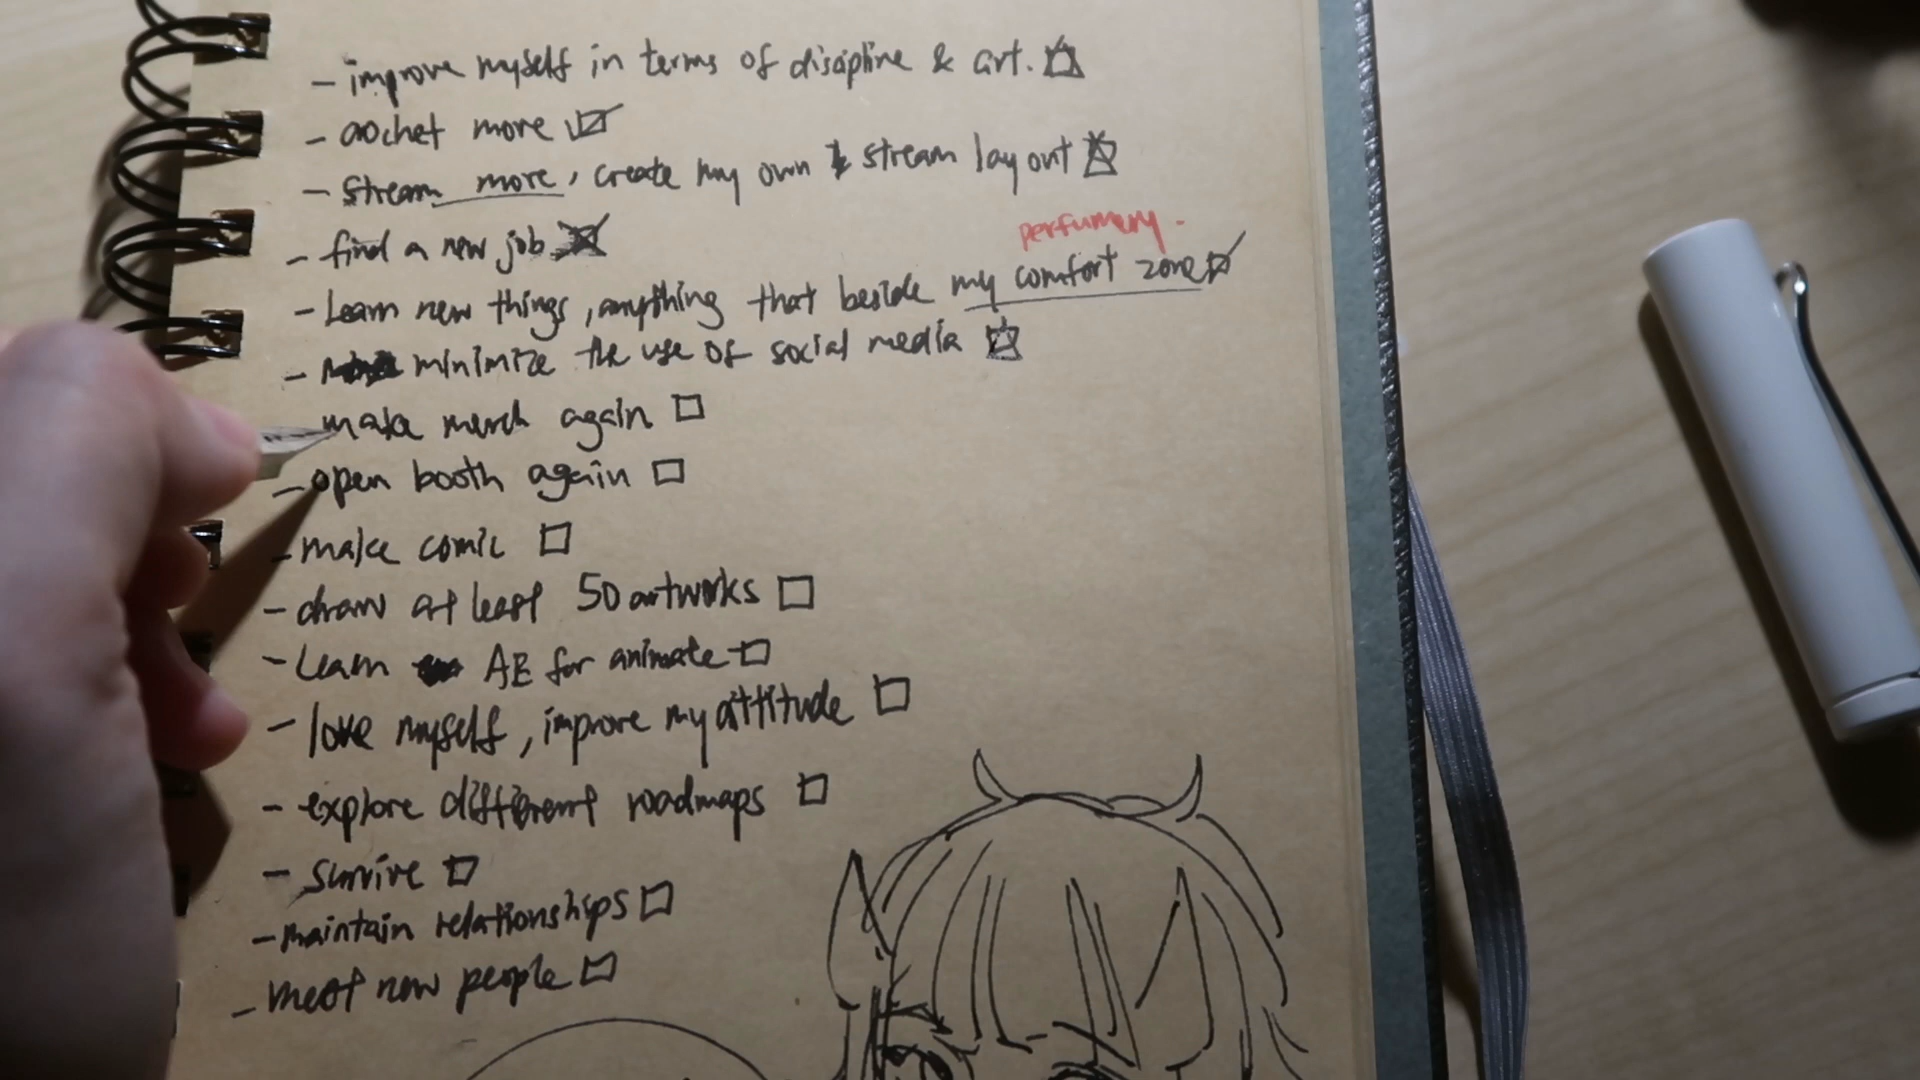 - improve myself in terms of discipline & art.
- crochet more
- stream more, create my own stream layout
- find a new job
perfumery.
- Learn new things, anything that beside my comfort zone
- minimize the use of social media
make merch again
- open booth again
- make comic
- draw at least 50 artworks
- Learn AE for animate
- love myself, improve my attitude
- explore different roadmaps
- survive
- maintain relationships
- meet new people